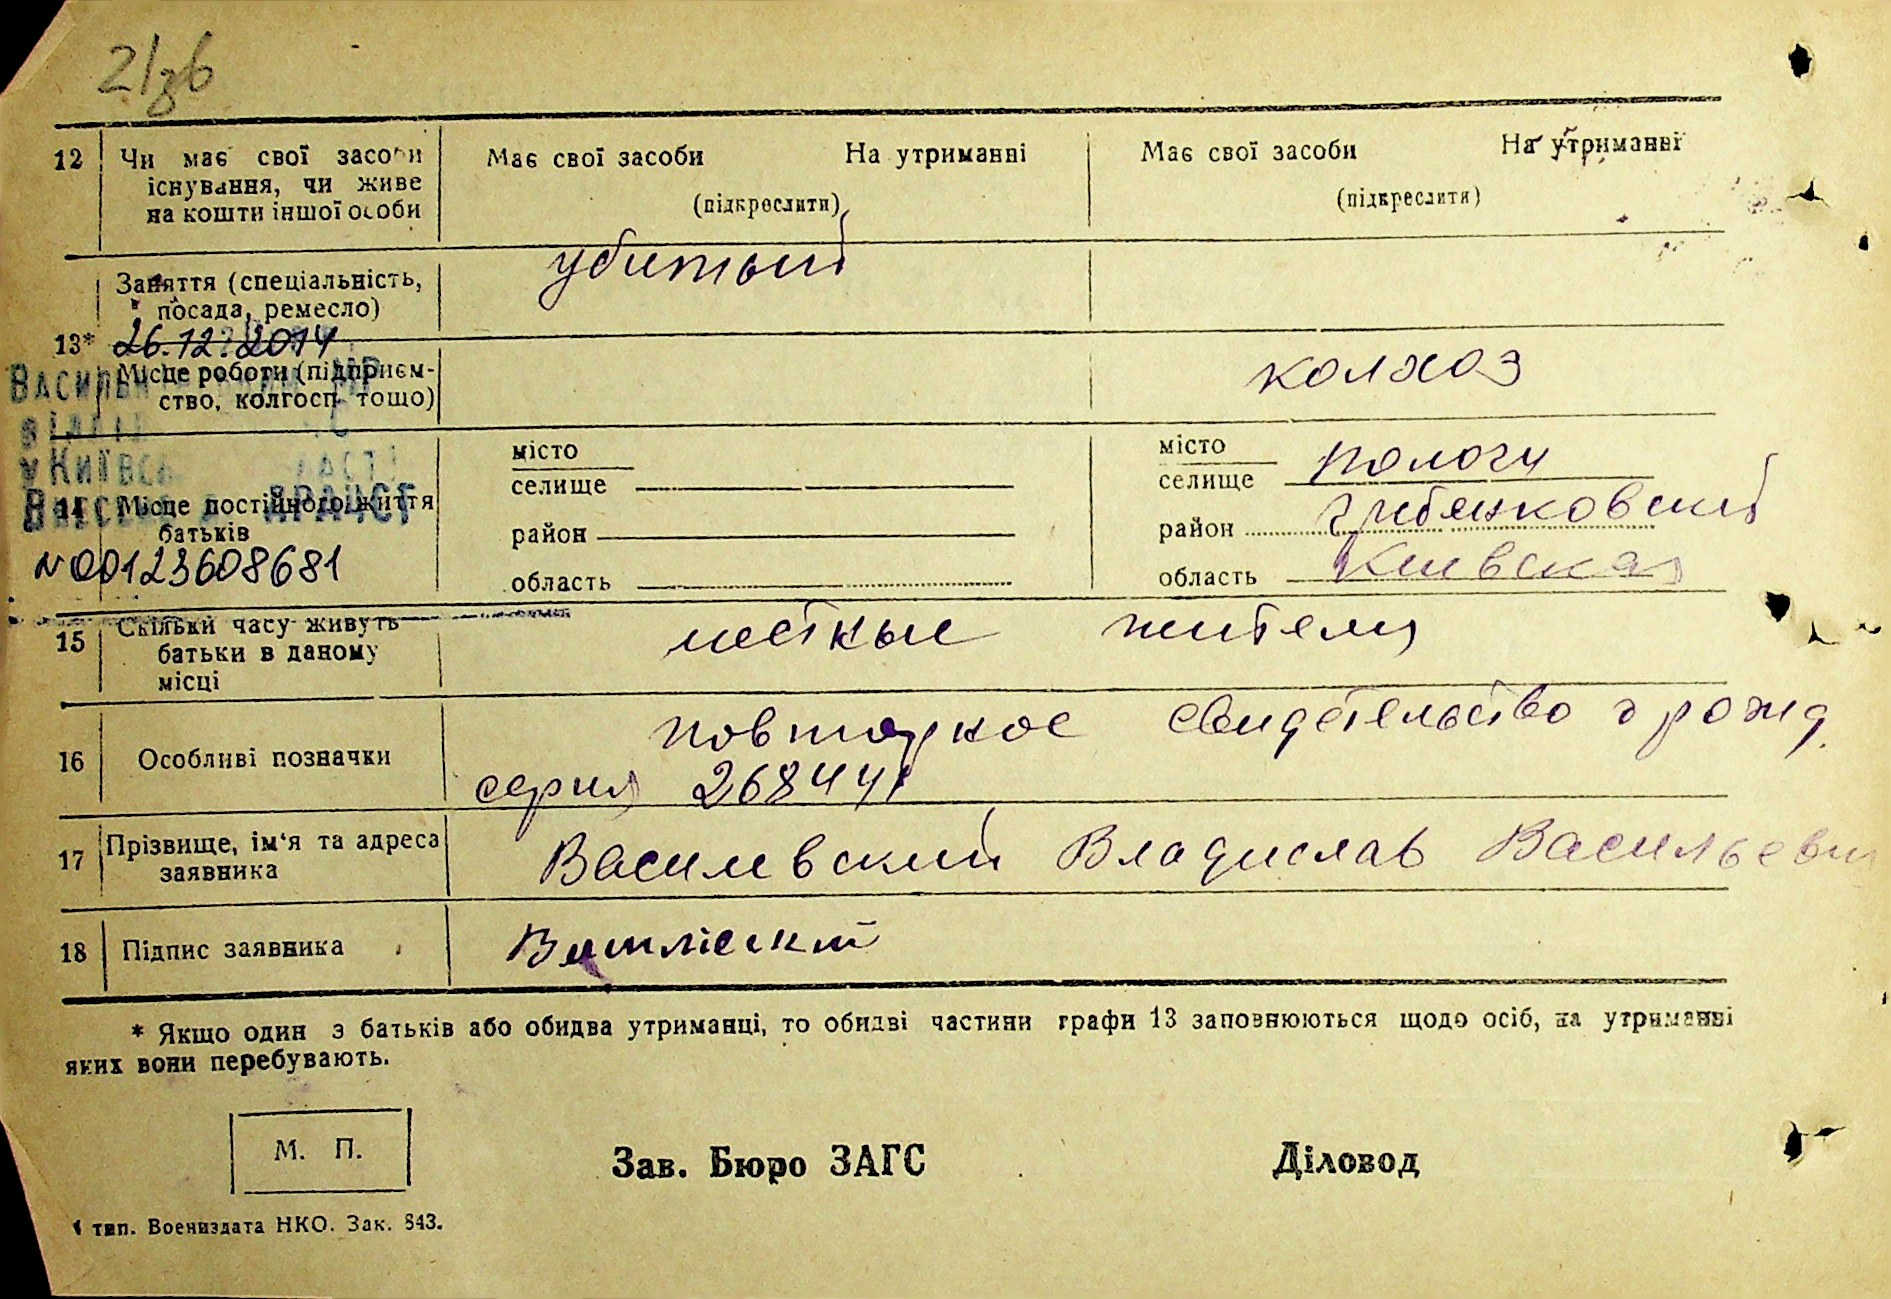 12 Чи має свої засоби існування, чи живе на кошти іншої особи
Має свої засоби На утриманні
(підкреслити)
Має свої засоби На утриманні
(підкреслити)
13*
Заняття (спеціальність,
посада, ремесло)
убитый
26.12.2014
Місце роботи (підприєм-
ство, колгосп тощо)
колхоз
14 Місце постійного життя
батьків
N 00123608681
місто
селище
район
область
місто
селище пологи
район гребенковский
область Киевская
15 Скільки часу живуть
батьки в даному
місці
местные жители
16 Особливі позначки
повторное свидетельство о рожд.
серия 268441
17 Прізвище, ім'я та адреса
заявника
Василевский Владислав Васильевич
18 Підпис заявника
* Якщо один з батьків або обидва утриманці, то обидві частини графи 13 заповнюються щодо осіб, на утриманні
яких вони перебувають.
М. П.
Зав. Бюро ЗАГС
Діловод
тип. Воениздата НКО. Зак. 843.